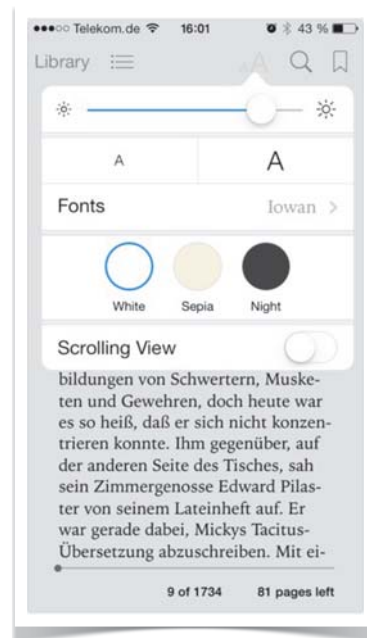 Telekom.de 16:01 43 %
Library A A
A A
Fonts Iowan >
White Sepia Night
Scrolling View
bildungen von Schwertern, Muske-
ten und Gewehren, doch heute war
es so heiß, daß er sich nicht konzen-
trieren konnte. Ihm gegenüber, auf
der anderen Seite des Tisches, sah
sein Zimmergenosse Edward Pilas-
ter von seinem Lateinheft auf. Er
war gerade dabei, Mickys Tacitus-
Übersetzung abzuschreiben. Mit ei-
9 of 1734 81 pages left